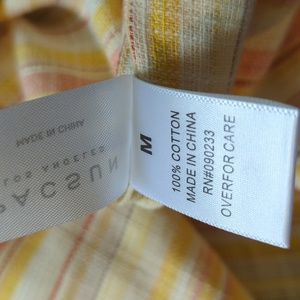 PACSUN
LOS ANGELES
MADE IN CHINA
M
100% COTTON
MADE IN CHINA
RN#090233
OVERFOR CARE